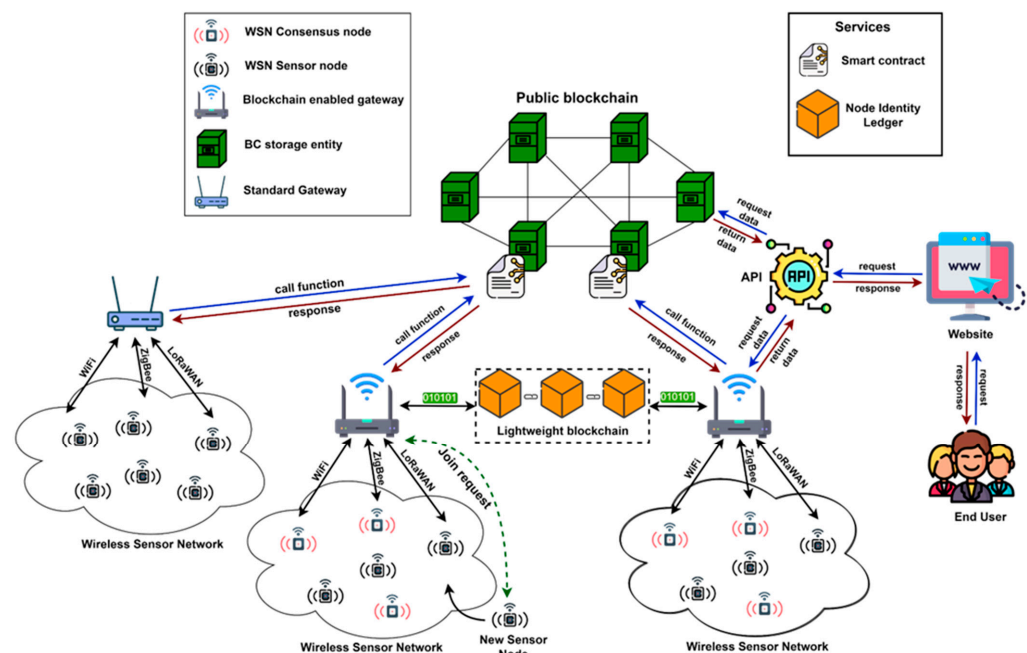 WSN Consensus node
WSN Sensor node
Blockchain enabled gateway
BC storage entity
Standard Gateway
Services
Smart contract
Node Identity
Ledger
Public blockchain
request
data
return
data
API
API
request
response
www
Website
call function
response
call function
response
call function
response
request
data
return
data
response
request
End User
010101
010101
Lightweight blockchain
Join request
WiFi
ZigBee
LoRaWAN
WiFi
ZigBee
LoRaWAN
WiFi
ZigBee
LoRaWAN
Wireless Sensor Network
Wireless Sensor Network
New Sensor
Node
Wireless Sensor Network